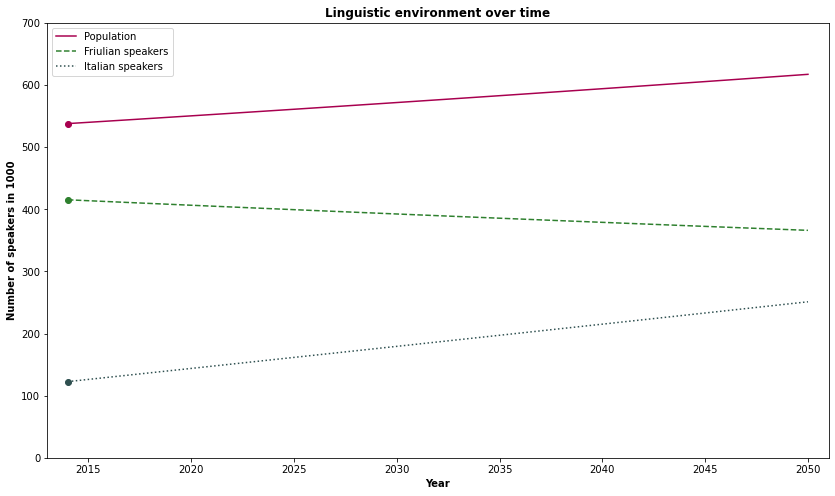 Linguistic environment over time
Population
Friulian speakers
Italian speakers
Number of speakers in 1000
700
600
500
400
300
200
100
0
2015 2020 2025 2030 2035 2040 2045 2050
Year